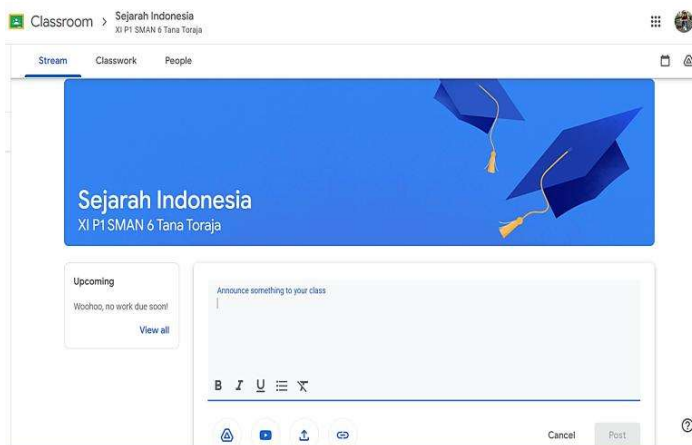 Classroom > Sejarah Indonesia
XI P1 SMAN 6 Tana Toraja
Stream Classwork People
Sejarah Indonesia
XI P1 SMAN 6 Tana Toraja
Upcoming
Woohoo, no work due soon!
View all
Announce something to your class
B I U
Cancel Post